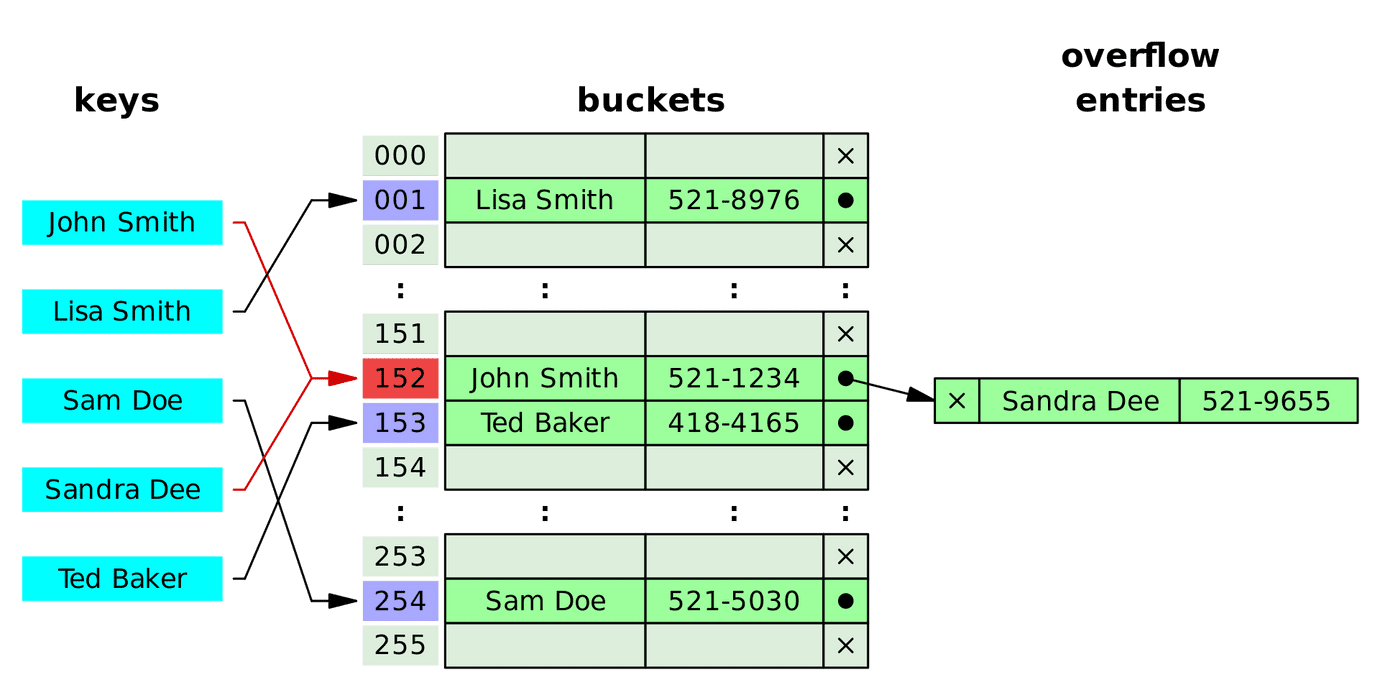 overflow
keys buckets entries
000 ×
001 Lisa Smith 521-8976 ●
John Smith
002 ×
: : : :
Lisa Smith
151 ×
152 John Smith 521-1234 ●
× Sandra Dee 521-9655
Sam Doe
153 Ted Baker 418-4165 ●
154 ×
Sandra Dee
: : : :
253 ×
Ted Baker
254 Sam Doe 521-5030 ●
255 ×